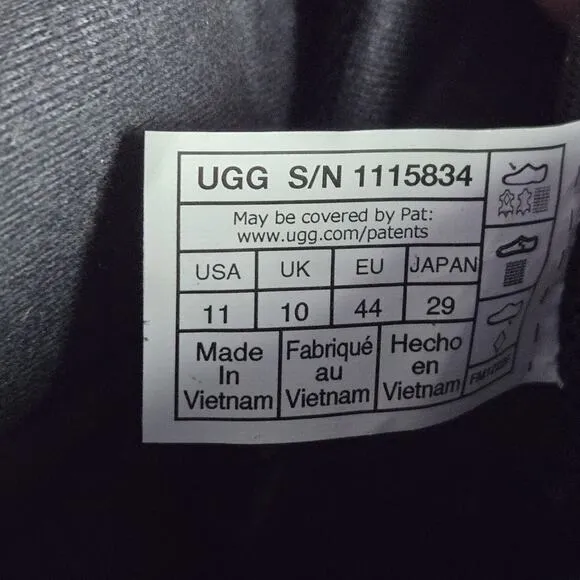 UGG S/N 1115834
May be covered by Pat:
www.ugg.com/patents
USA UK EU JAPAN
11 10 44 29
Made In Vietnam
Fabriqué au Vietnam
Hecho en Vietnam